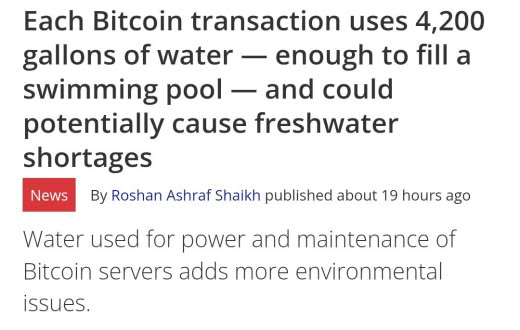 Each Bitcoin transaction uses 4,200
gallons of water — enough to fill a
swimming pool — and could
potentially cause freshwater
shortages
News By Roshan Ashraf Shaikh published about 19 hours ago
Water used for power and maintenance of
Bitcoin servers adds more environmental
issues.